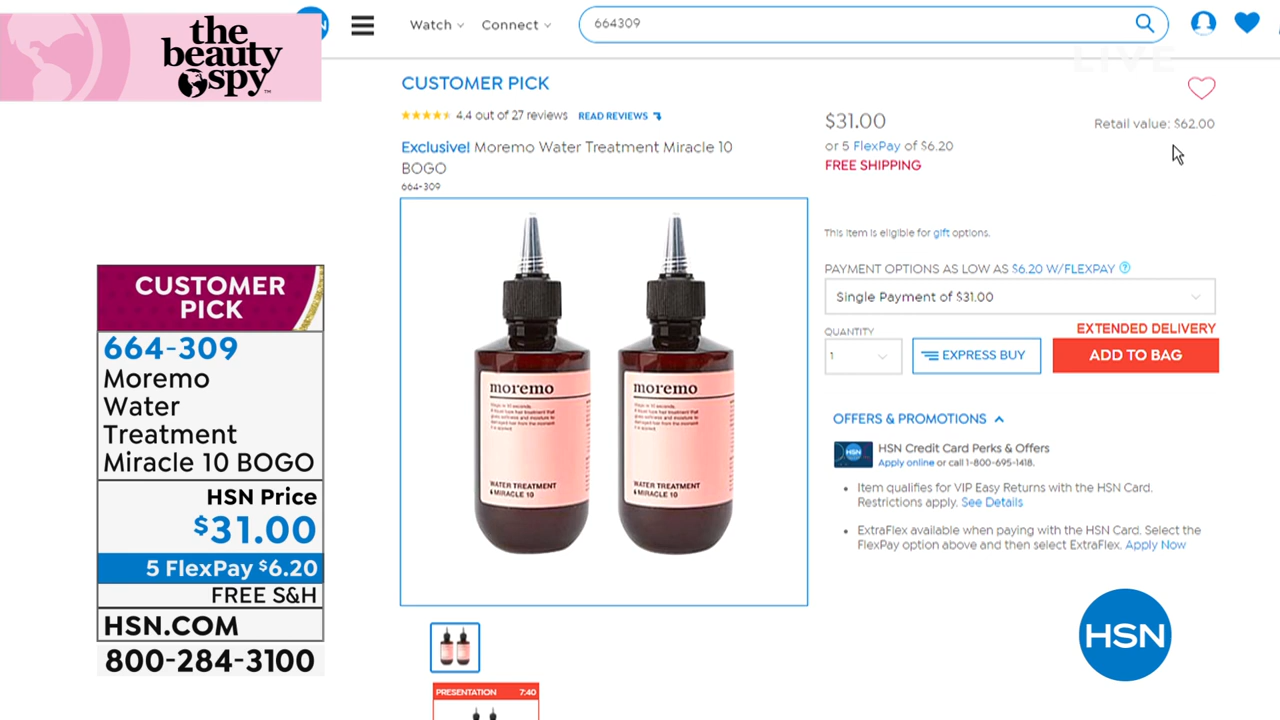 the
beauty
spy™
HSN
Watch
Connect
664309
LIVE
CUSTOMER PICK
4.4 out of 27 reviews
READ REVIEWS
Exclusive! Moremo Water Treatment Miracle 10
BOGO
664-309
$31.00
Retail value: $62.00
or 5 FlexPay of $6.20
FREE SHIPPING
This item is eligible for gift options.
PAYMENT OPTIONS AS LOW AS $6.20 W/FLEXPAY ?
Single Payment of $31.00
QUANTITY
1
EXPRESS BUY
EXTENDED DELIVERY
ADD TO BAG
OFFERS & PROMOTIONS
HSN
HSN Credit Card Perks & Offers
Apply online or call 1-800-695-1418.
• Item qualifies for VIP Easy Returns with the HSN Card.
Restrictions apply. See Details
• ExtraFlex available when paying with the HSN Card. Select the
FlexPay option above and then select ExtraFlex. Apply Now
moremo
WATER TREATMENT
MIRACLE 10
moremo
WATER TREATMENT
MIRACLE 10
PRESENTATION 7:40
CUSTOMER
PICK
664-309
Moremo
Water
Treatment
Miracle 10 BOGO
HSN Price
$31.00
5 FlexPay $6.20
FREE S&H
HSN.COM
800-284-3100
HSN